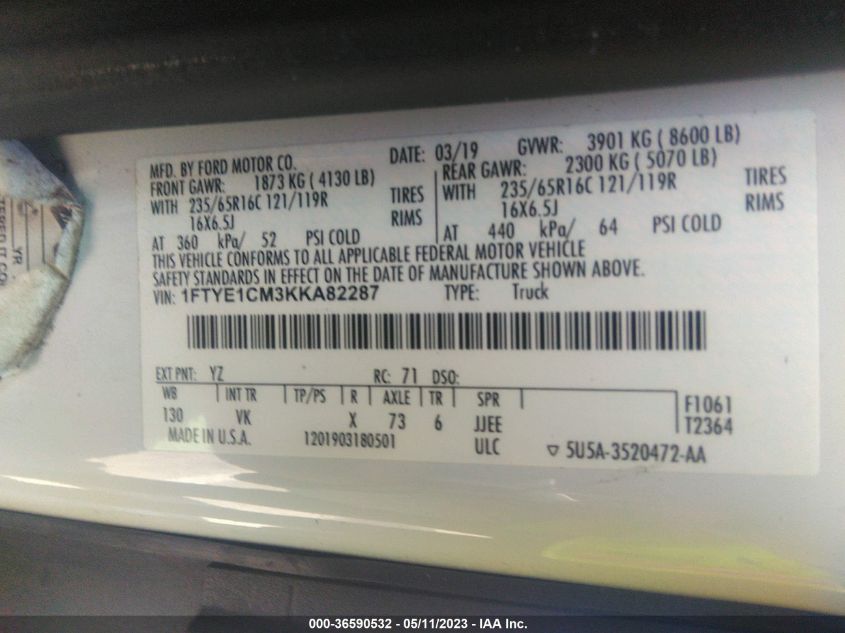 MFD. BY FORD MOTOR CO.
DATE: 03/19
GVWR: 3901 KG ( 8600 LB)
FRONT GAWR: 1873 KG ( 4130 LB)
REAR GAWR: 2300 KG ( 5070 LB)
WITH 235/65R16C 121/119R TIRES
WITH 235/65R16C 121/119R TIRES
16X6.5J RIMS
16X6.5J RIMS
AT 360 kPa/ 52 PSI COLD
AT 440 kPa/ 64 PSI COLD
THIS VEHICLE CONFORMS TO ALL APPLICABLE FEDERAL MOTOR VEHICLE
SAFETY STANDARDS IN EFFECT ON THE DATE OF MANUFACTURE SHOWN ABOVE.
VIN: 1FTYE1CM3KKA82287 TYPE: Truck
EXT PNT: YZ RC: 71 DSO:
WB INT TR TP/PS R AXLE TR SPR F1061
130 VK X 73 6 JJEE T2364
MADE IN U.S.A. 1201903180501 ULC ▽ 5U5A-3520472-AA
YR.
000-36590532 - 05/11/2023 - IAA Inc.